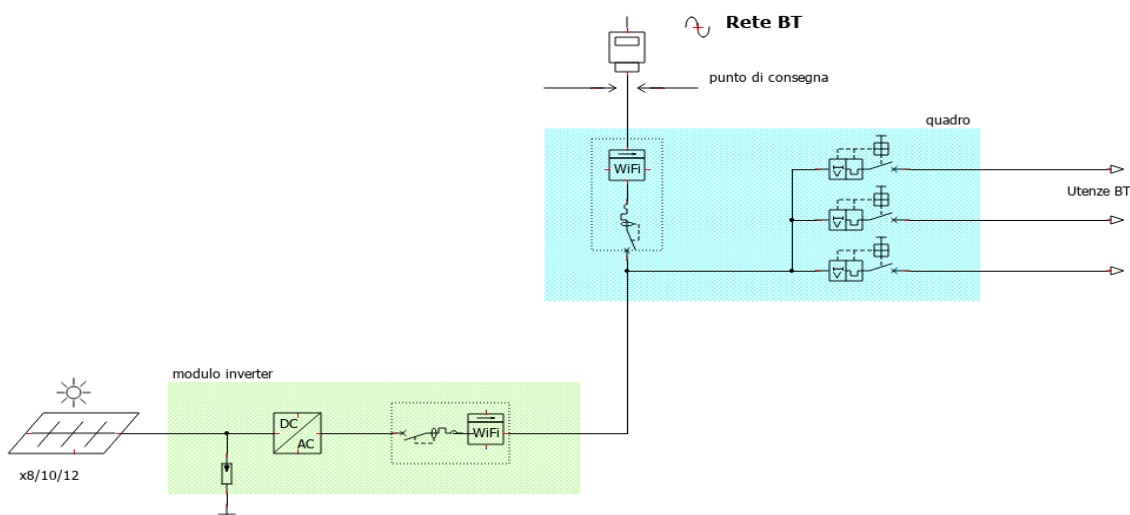 Rete BT
punto di consegna
quadro
WiFi
Utenze BT
modulo inverter
DC
AC
WiFi
x8/10/12